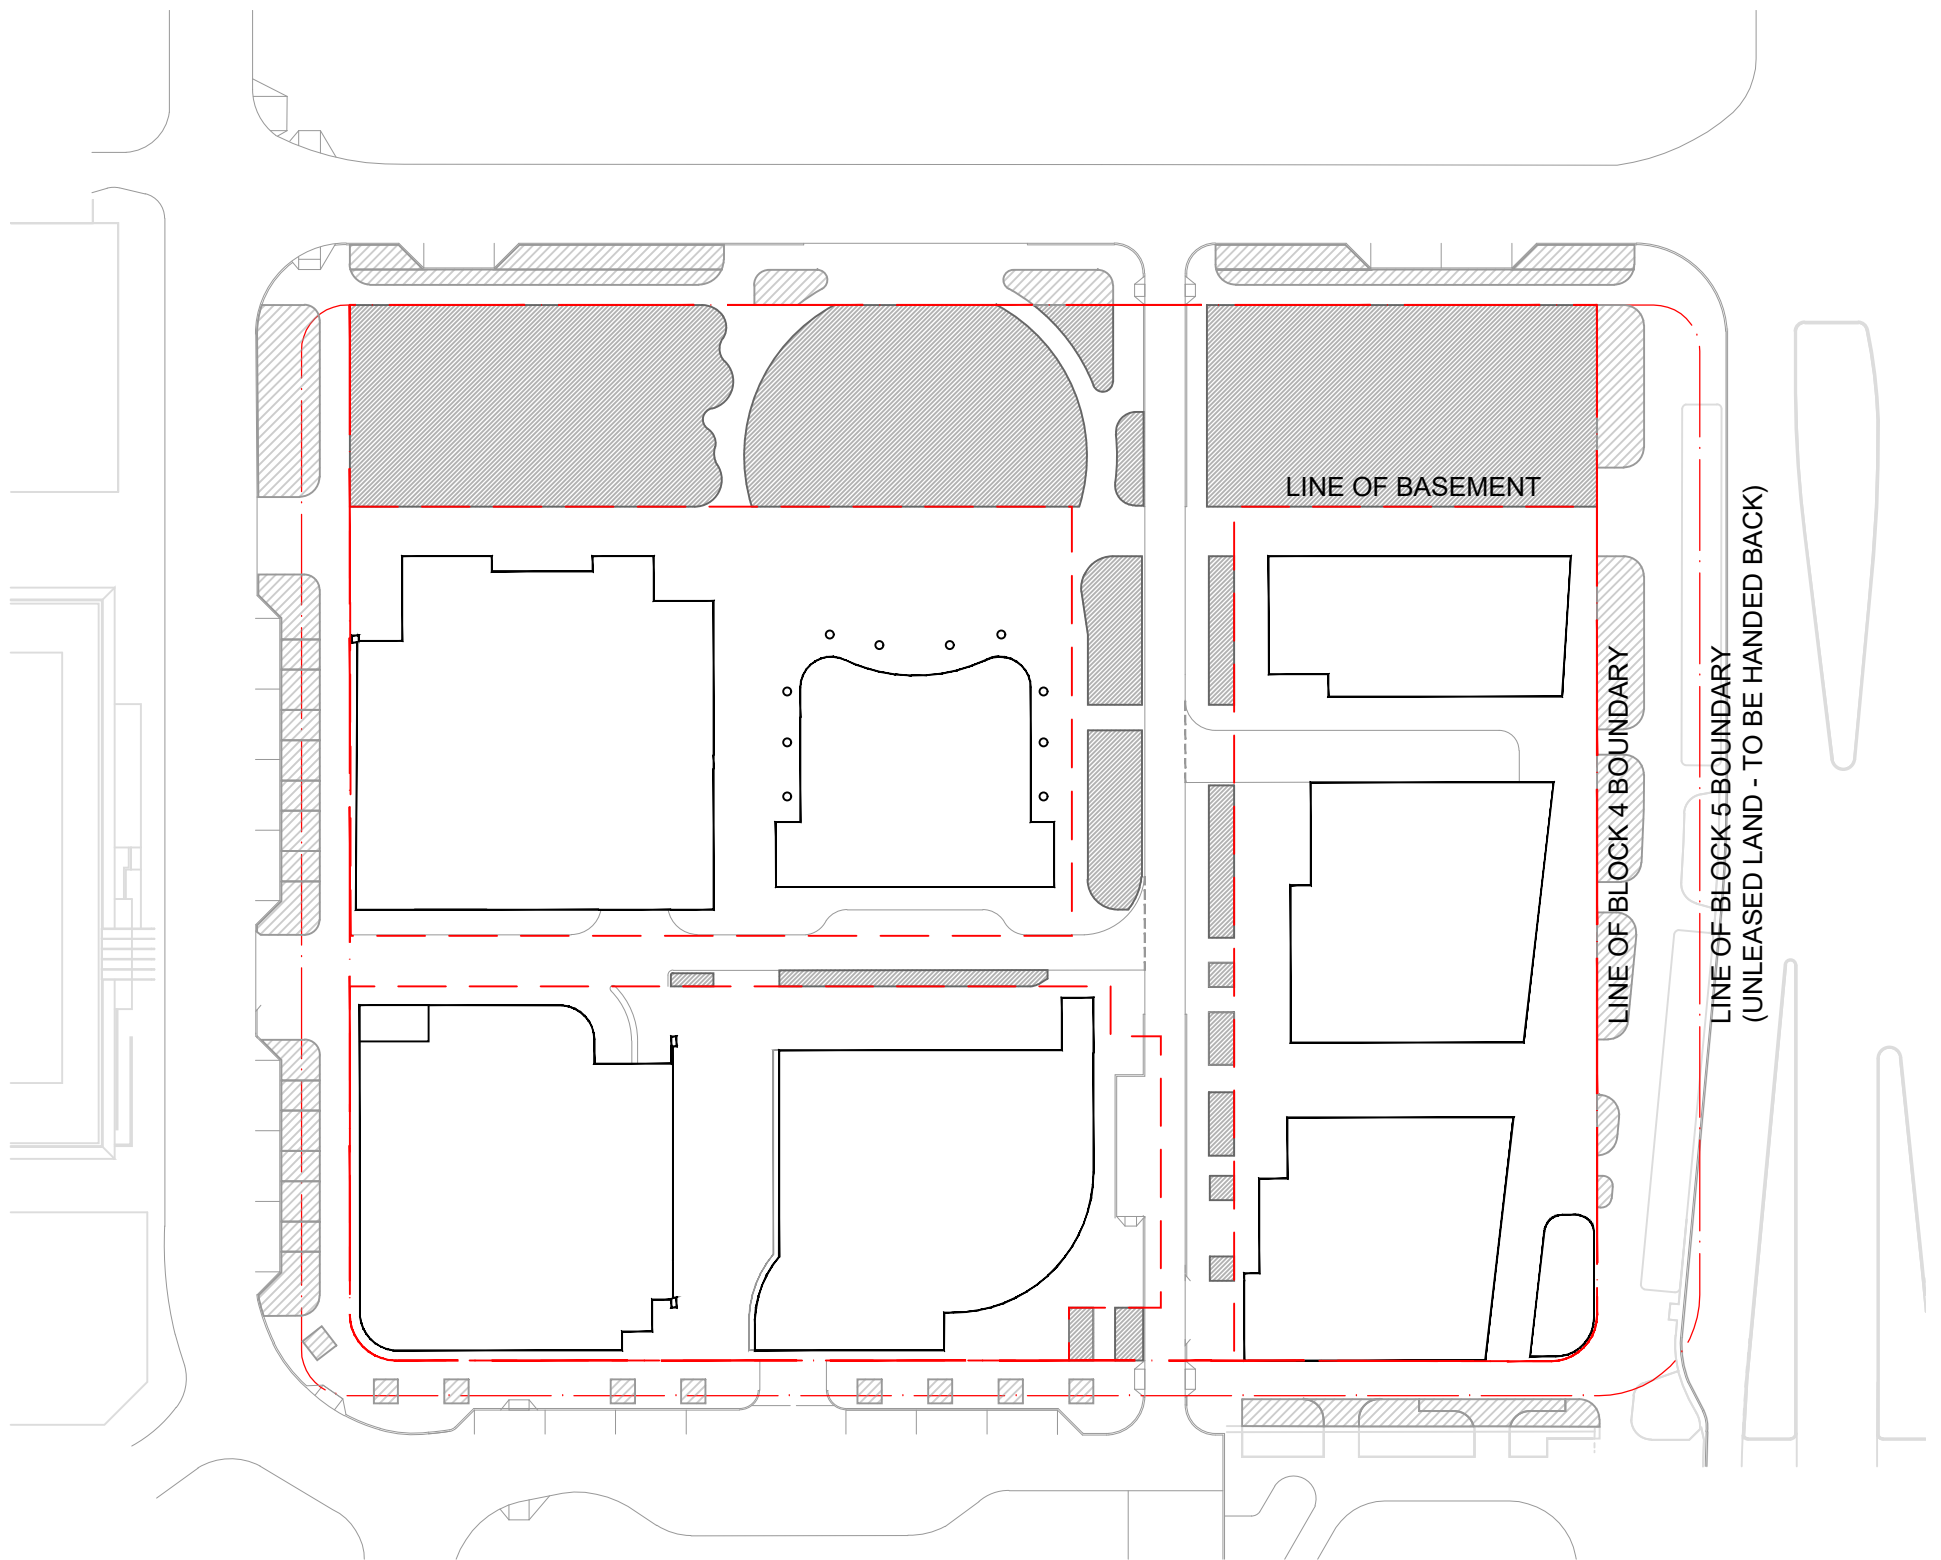 LINE OF BASEMENT
LINE OF BLOCK 4 BOUNDARY
LINE OF BLOCK 5 BOUNDARY
(UNLEASED LAND - TO BE HANDED BACK)